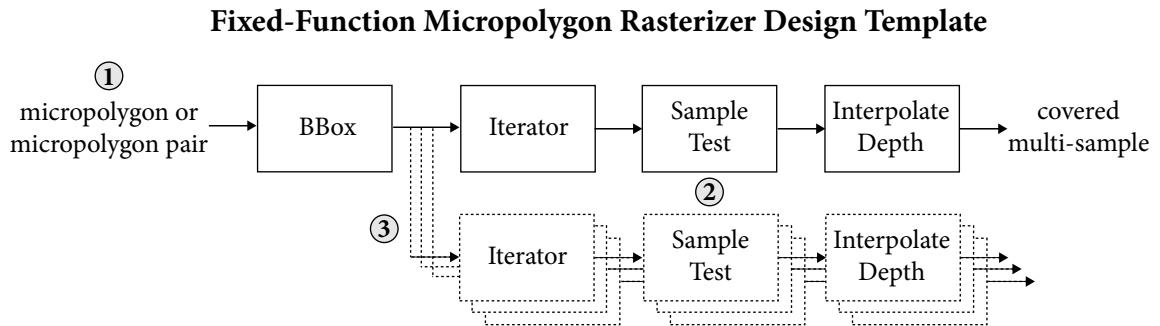 Fixed-Function Micropolygon Rasterizer Design Template
1
micropolygon or
micropolygon pair
BBox
Iterator
Sample
Test
Interpolate
Depth
covered
multi-sample
2
3
Iterator
Sample
Test
Interpolate
Depth